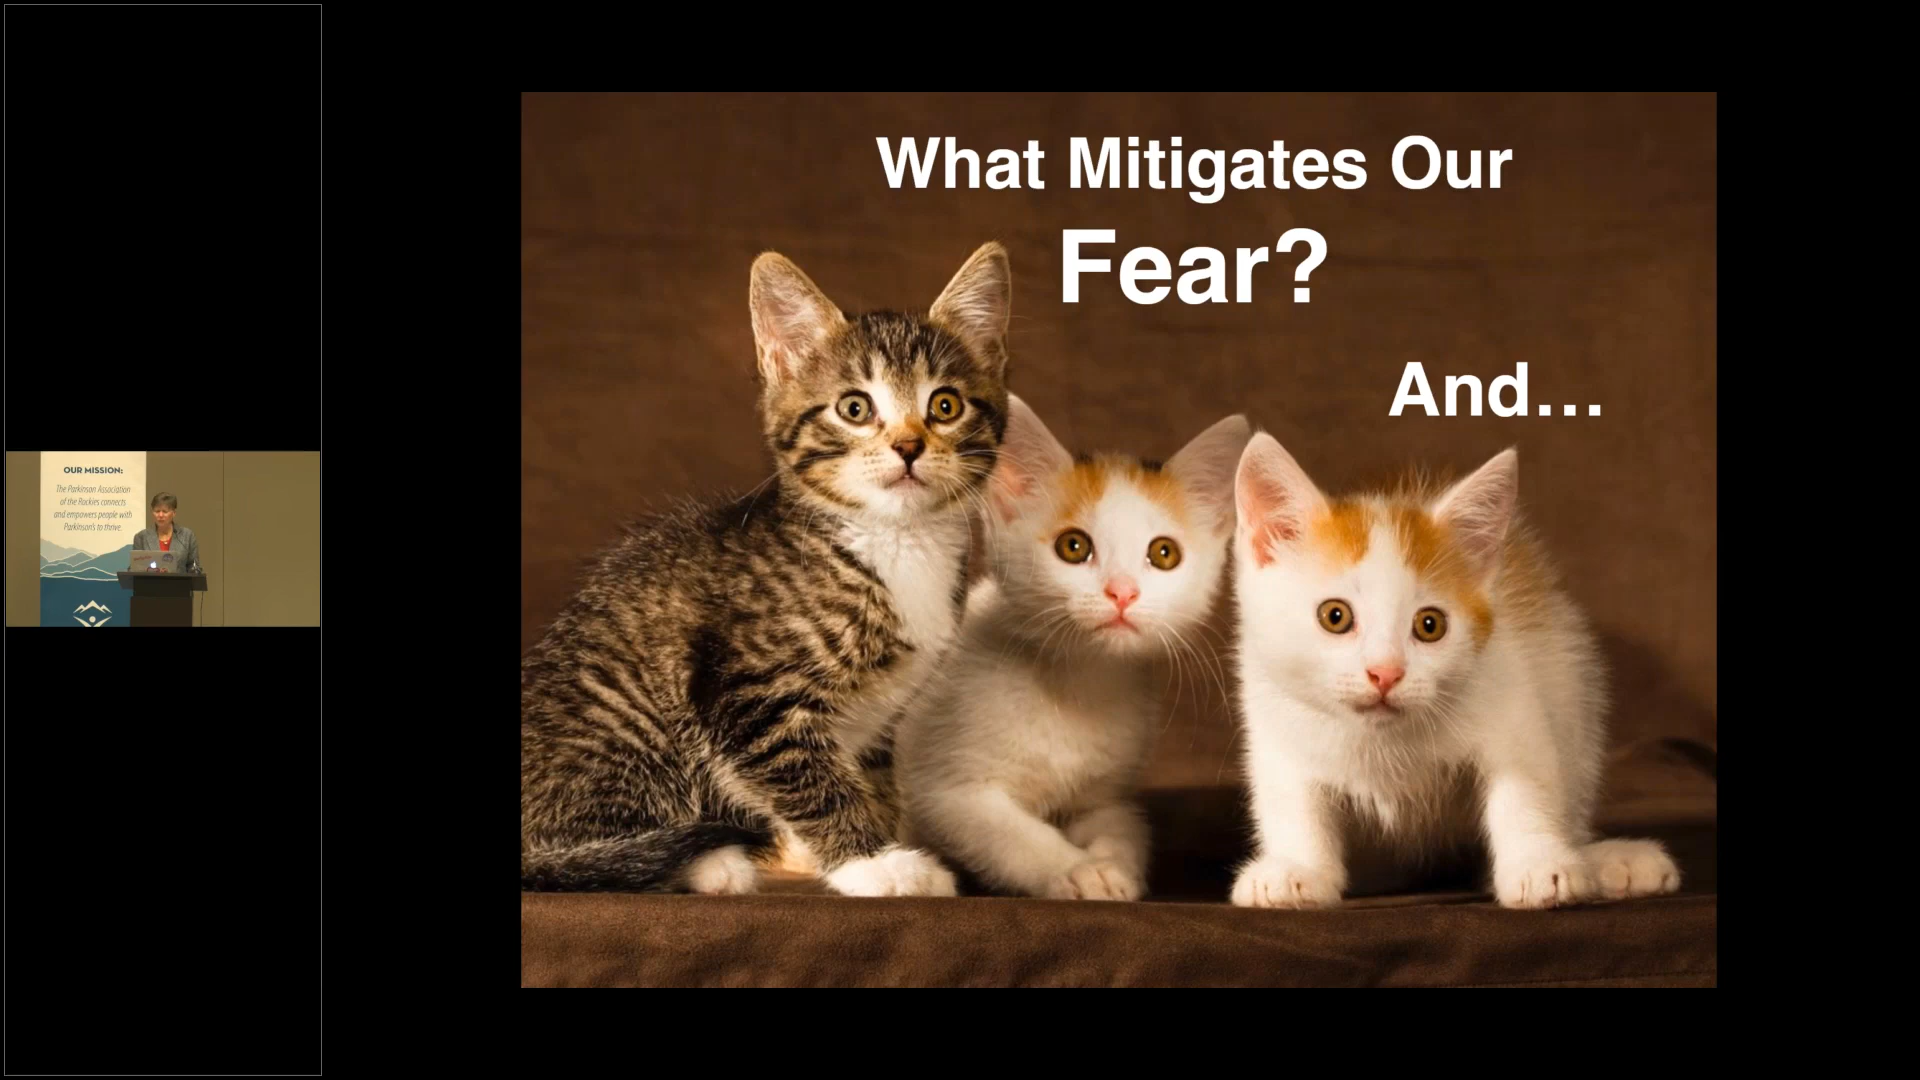 OUR MISSION:
The Parkinson Association
of the Rockies connects
and empowers people with
Parkinson's to thrive.
What Mitigates Our
Fear?
And…